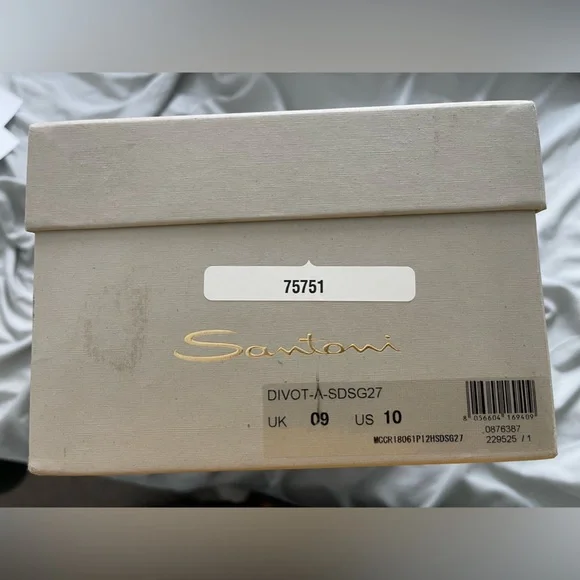 75751
Santoni
DIVOT-A-SDSG27
UK 09 US 10
8 056604 169409
.0876387
MCCR18061P12HSDSG27
229525 / 1